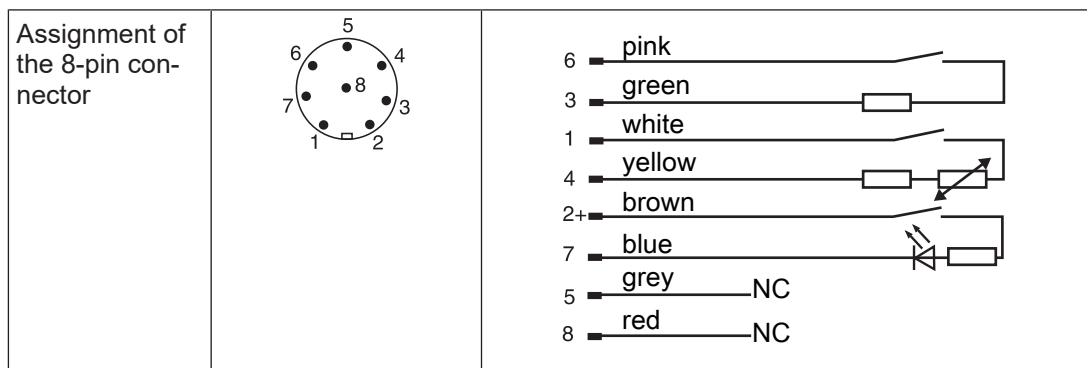 Assignment of
the 8-pin con-
nector
5
6
4
8
7
3
1
2
6 pink
3 green
1 white
4 yellow
2+ brown
7 blue
5 grey NC
8 red NC